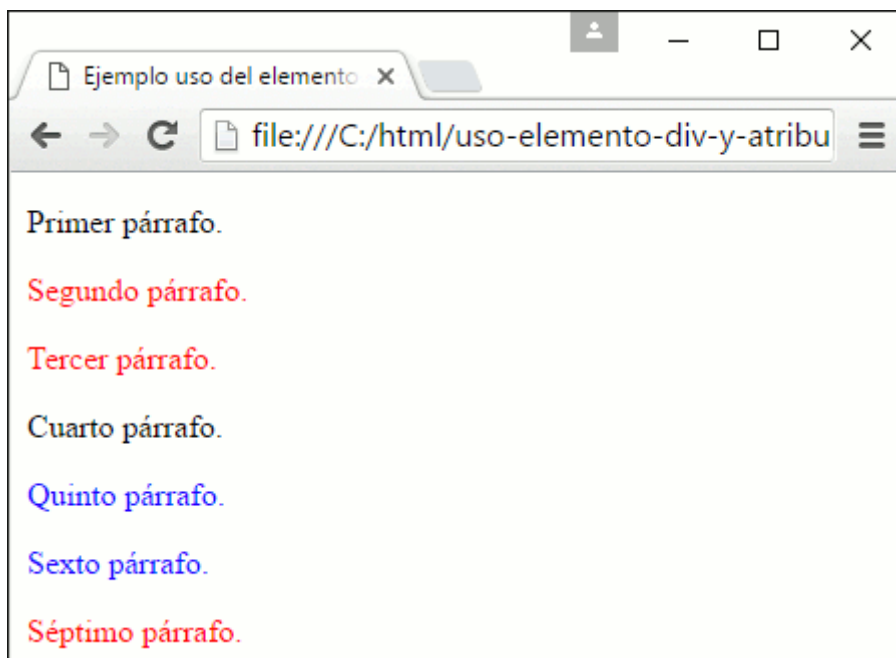 Ejemplo uso del elemento
file:///C:/html/uso-elemento-div-y-atribu
Primer párrafo.
Segundo párrafo.
Tercer párrafo.
Cuarto párrafo.
Quinto párrafo.
Sexto párrafo.
Séptimo párrafo.